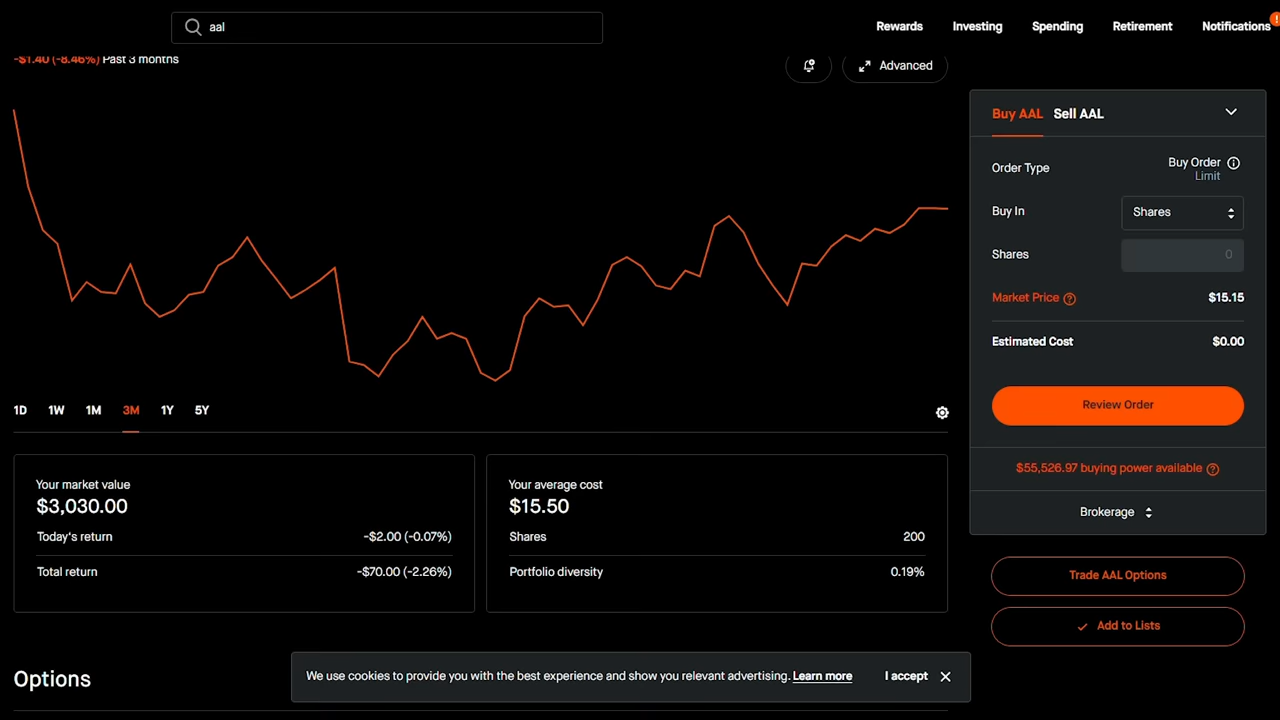 aal
Rewards
Investing
Spending
Retirement
Notifications
-$1.40 (-8.46%) Past 3 months
Advanced
Buy AAL
Sell AAL
Order Type
Buy Order
Limit
Buy In
Shares
Shares
0
Market Price
$15.15
Estimated Cost
$0.00
Review Order
$55,526.97 buying power available
Brokerage
Trade AAL Options
Add to Lists
1D
1W
1M
3M
1Y
5Y
Your market value
$3,030.00
Today's return
-$2.00 (-0.07%)
Total return
-$70.00 (-2.26%)
Your average cost
$15.50
Shares
200
Portfolio diversity
0.19%
Options
We use cookies to provide you with the best experience and show you relevant advertising. Learn more
I accept